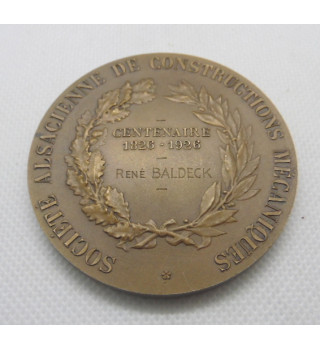 SOCIÉTÉ ALSACIENNE DE CONSTRUCTIONS MÉCANIQUES
CENTENAIRE
1826-1926
RENÉ BALDECK